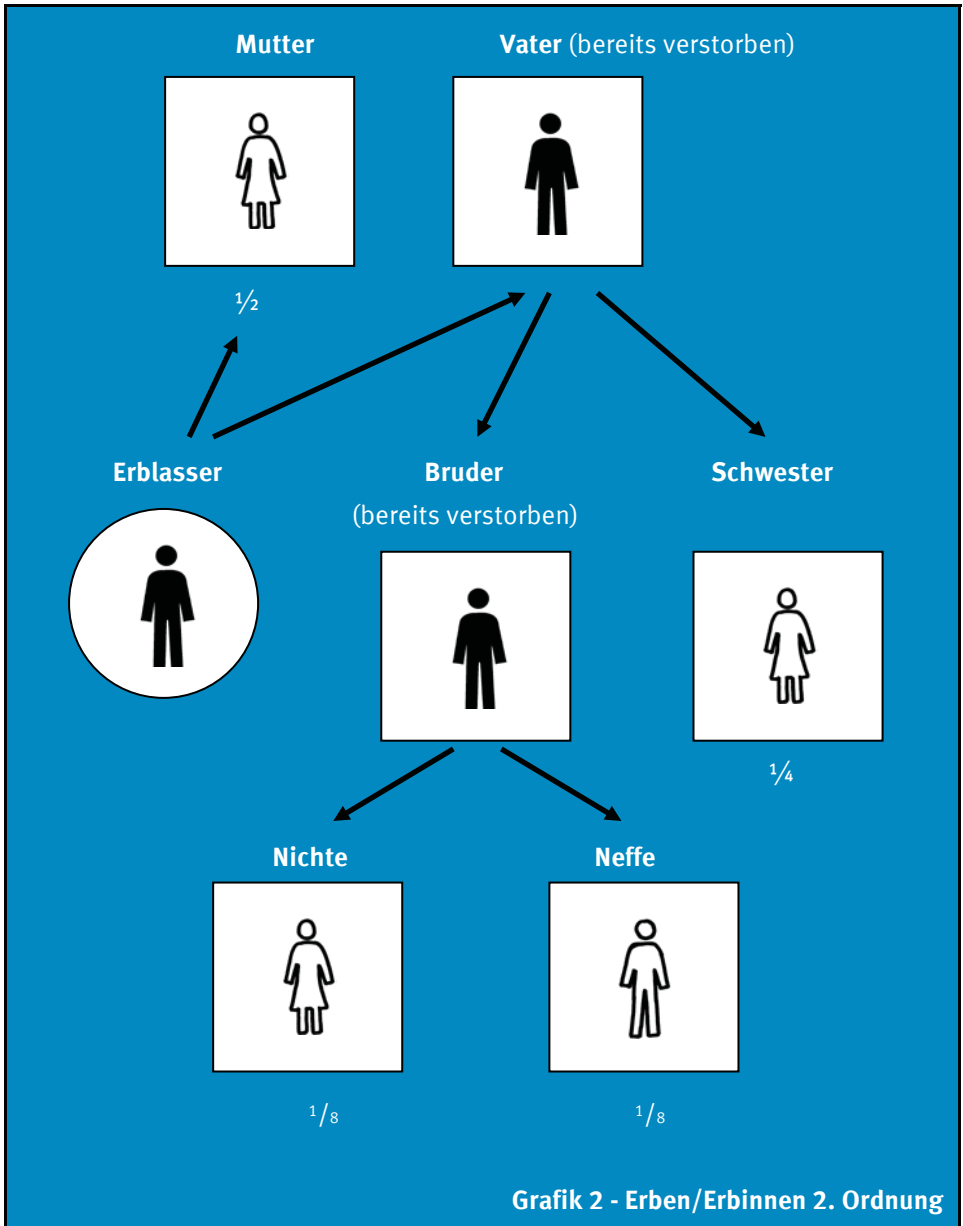 Mutter Vater (bereits verstorben)
½
Erblasser Bruder Schwester
(bereits verstorben)
¼
Nichte Neffe
1/8 1/8
Grafik 2 - Erben/Erbinnen 2. Ordnung